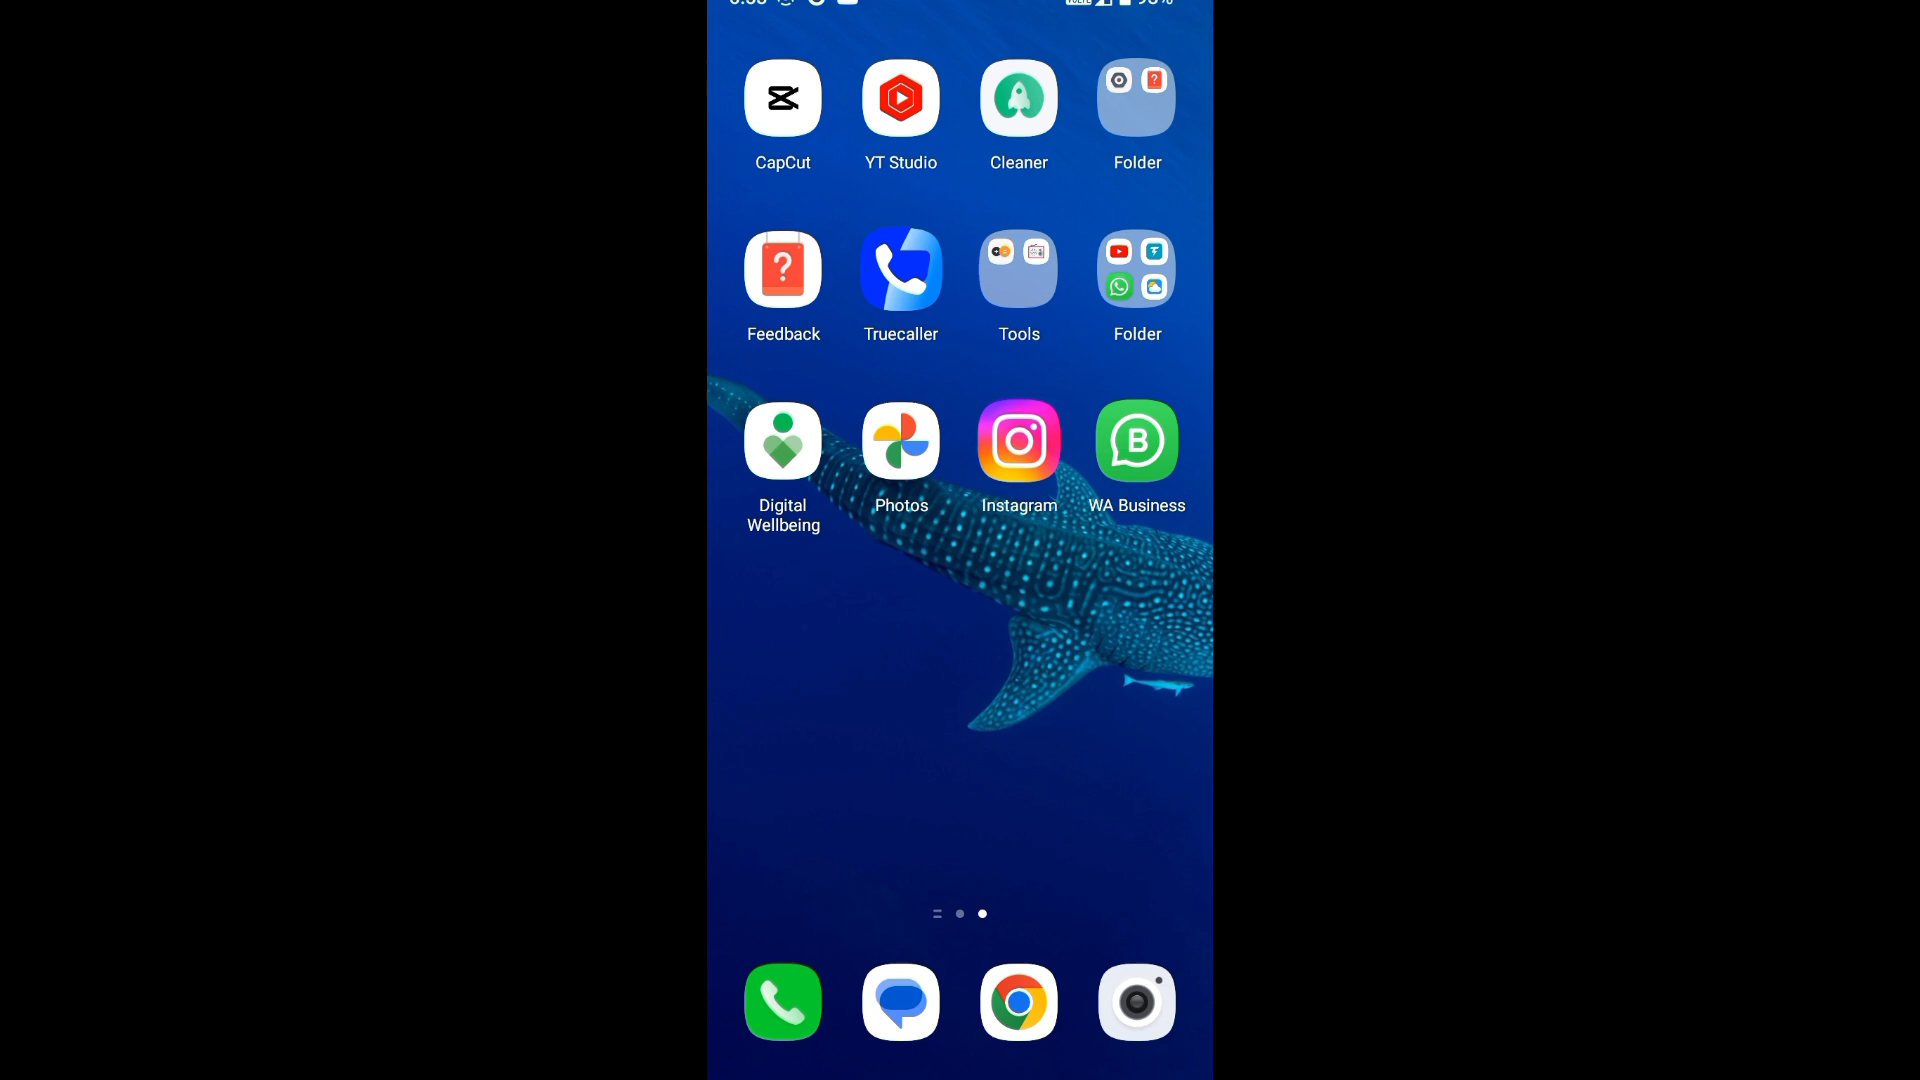 CapCut
YT Studio
Cleaner
Folder
Feedback
Truecaller
Tools
Folder
Digital
Wellbeing
Photos
Instagram
WA Business